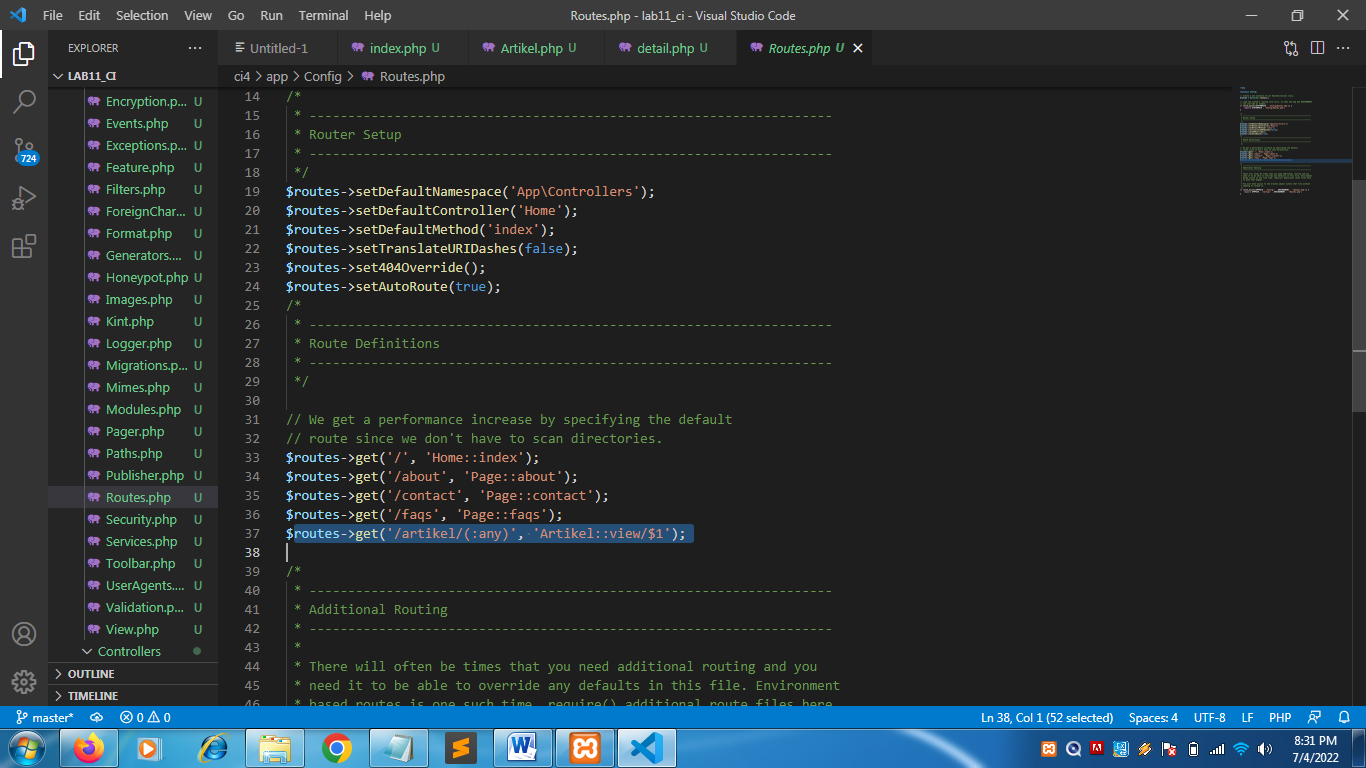 File Edit Selection View Go Run Terminal Help Routes.php - lab11_ci - Visual Studio Code
EXPLORER
Untitled-1 index.php U Artikel.php U detail.php U Routes.php U
LAB11_CI
ci4 > app > Config > Routes.php
Encryption.p... U
Events.php U
Exceptions.p... U
Feature.php U
Filters.php U
ForeignChar... U
Format.php U
Generators.... U
Honeypot.php U
Images.php U
Kint.php U
Logger.php U
Migrations.p... U
Mimes.php U
Modules.php U
Pager.php U
Paths.php U
Publisher.php U
Routes.php U
Security.php U
Services.php U
Toolbar.php U
UserAgents.... U
Validation.p... U
View.php U
Controllers
OUTLINE
TIMELINE
724
14 /*
15 * --------------------------------------------------------------------
16 * Router Setup
17 * --------------------------------------------------------------------
18 */
19 $routes->setDefaultNamespace('App\Controllers');
20 $routes->setDefaultController('Home');
21 $routes->setDefaultMethod('index');
22 $routes->setTranslateURIDashes(false);
23 $routes->set404Override();
24 $routes->setAutoRoute(true);
25 /*
26 * --------------------------------------------------------------------
27 * Route Definitions
28 * --------------------------------------------------------------------
29 */
30
31 // We get a performance increase by specifying the default
32 // route since we don't have to scan directories.
33 $routes->get('/', 'Home::index');
34 $routes->get('/about', 'Page::about');
35 $routes->get('/contact', 'Page::contact');
36 $routes->get('/faqs', 'Page::faqs');
37 $routes->get('/artikel/(:any)', 'Artikel::view/$1');
38
39 /*
40 * --------------------------------------------------------------------
41 * Additional Routing
42 * --------------------------------------------------------------------
43 *
44 * There will often be times that you need additional routing and you
45 * need it to be able to override any defaults in this file. Environment
46 * based routes is one such time. require() additional route files here
master* 0 0 Ln 38, Col 1 (52 selected) Spaces: 4 UTF-8 LF PHP
8:31 PM
7/4/2022